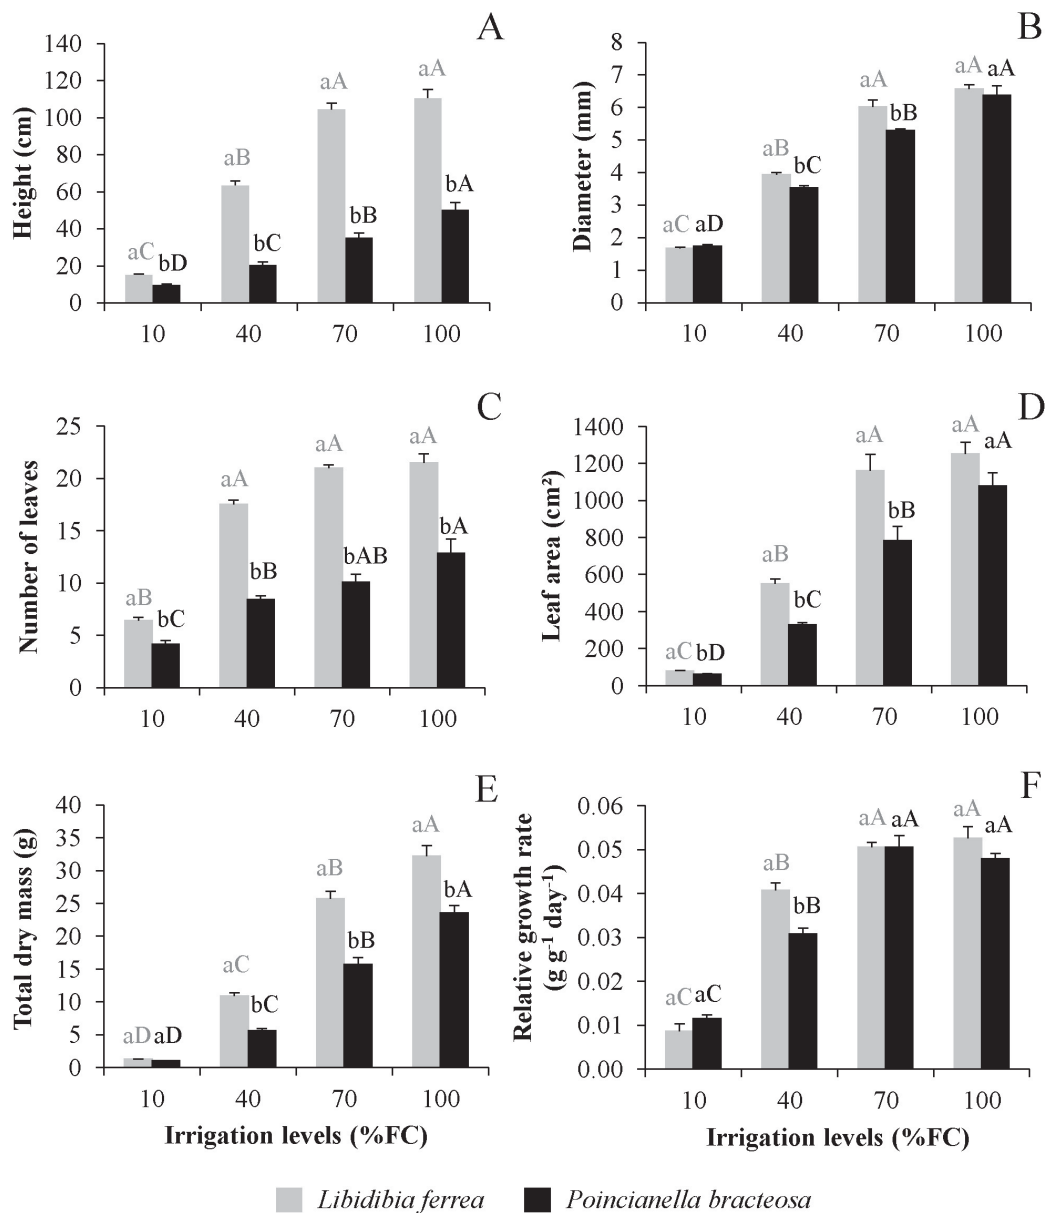 A
Height (cm)
140
120
100
80
60
40
20
0
aC bD
aB bC
aA bB
aA bA
10 40 70 100
B
Diameter (mm)
8
7
6
5
4
3
2
1
0
aC aD
aB bC
aA bB
aA aA
10 40 70 100
C
Number of leaves
25
20
15
10
5
0
aB bC
aA bB
aA bAB
aA bA
10 40 70 100
D
Leaf area (cm²)
1400
1200
1000
800
600
400
200
0
aC bD
aB bC
aA bB
aA aA
10 40 70 100
E
Total dry mass (g)
40
35
30
25
20
15
10
5
0
aD aD
aC bC
aB bB
aA bA
10 40 70 100
Irrigation levels (%FC)
F
Relative growth rate
(g g⁻¹ day⁻¹)
0.06
0.05
0.04
0.03
0.02
0.01
0.00
aC aC
aB bB
aA aA
aA aA
10 40 70 100
Irrigation levels (%FC)
Libidibia ferrea Poincianella bracteosa